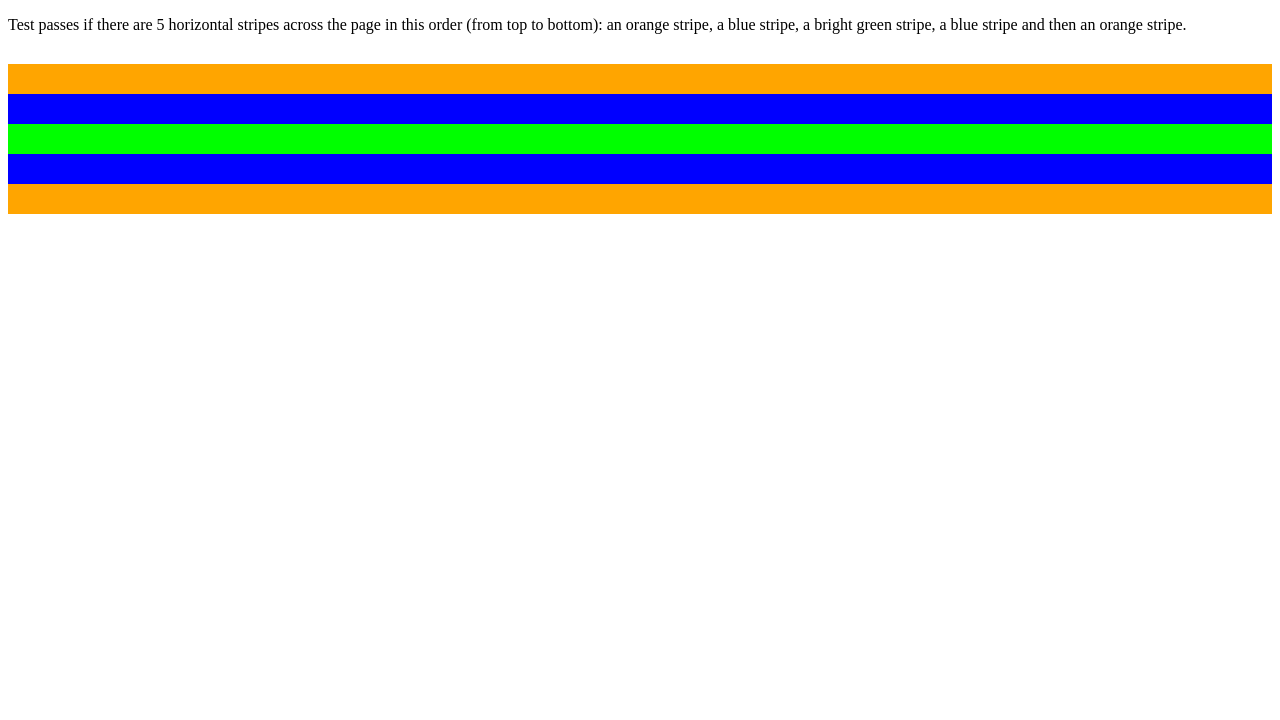 Test passes if there are 5 horizontal stripes across the page in this order (from top to bottom): an orange stripe, a blue stripe, a bright green stripe, a blue stripe and then an orange stripe.